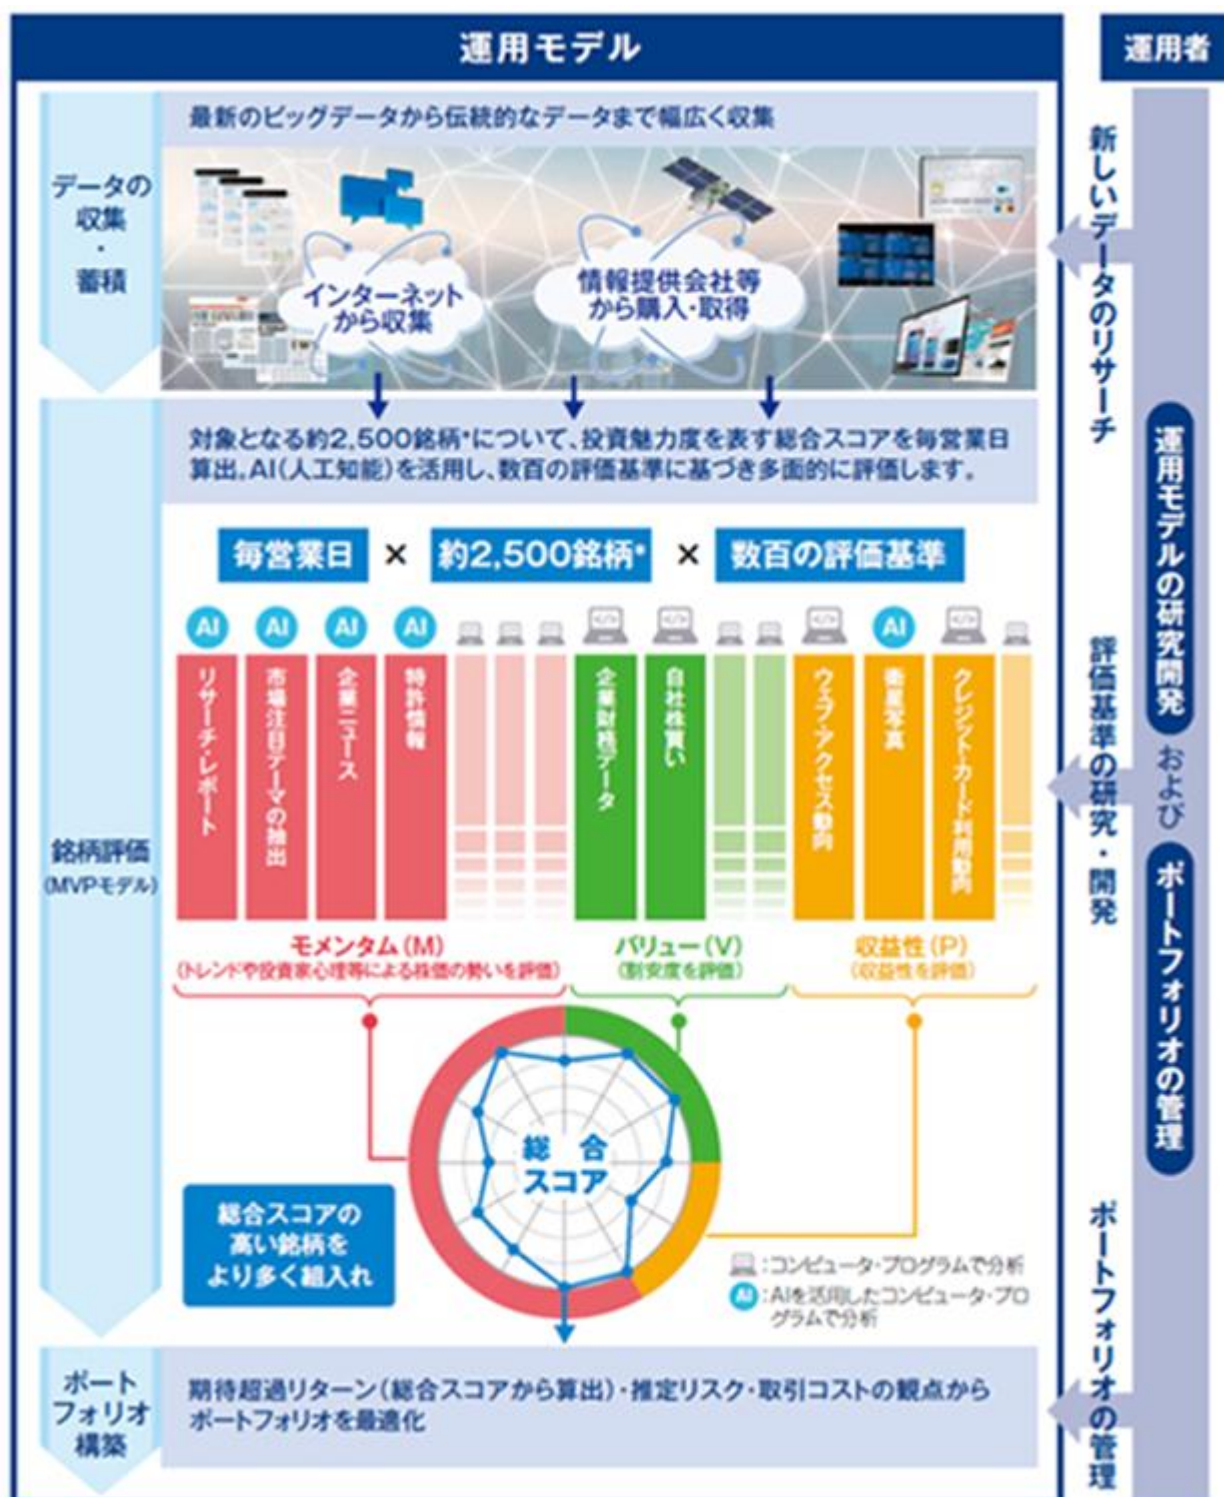 運用モデル
運用者
最新のビッグデータから伝統的なデータまで幅広く収集
データの
収集
・
蓄積
インターネット
から収集
情報提供会社等
から購入・取得
新しいデータのリサーチ
対象となる約2,500銘柄*について、投資魅力度を表す総合スコアを毎営業日
算出。AI(人工知能)を活用し、数百の評価基準に基づき多面的に評価します。
毎営業日 × 約2,500銘柄* × 数百の評価基準
AI
AI
AI
AI
AI
リサーチ・レポート
市場注目テーマの抽出
企業ニュース
特許情報
企業財務データ
自社株買い
ウェブ・アクセス動向
衛星写真
クレジット・カード利用動向
銘柄評価
(MVPモデル)
モメンタム(M)
(トレンドや投資家心理等による株価の勢いを評価)
バリュー(V)
(割安度を評価)
収益性(P)
(収益性を評価)
評価基準の研究・開発
運用モデルの研究開発
および
ポートフォリオの管理
総合
スコア
総合スコアの
高い銘柄を
より多く組入れ
:コンピュータ・プログラムで分析
AI:AIを活用したコンピュータ・プロ
グラムで分析
ポート
フォリオ
構築
期待超過リターン(総合スコアから算出)・推定リスク・取引コストの観点から
ポートフォリオを最適化
ポートフォリオの管理